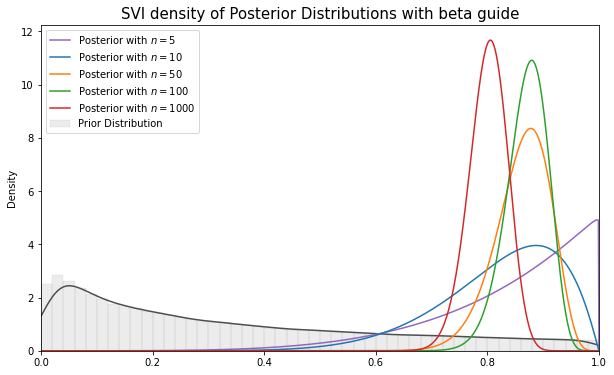 SVI density of Posterior Distributions with beta guide
Posterior with n = 5
Posterior with n = 10
Posterior with n = 50
Posterior with n = 100
Posterior with n = 1000
Prior Distribution
Density
12
10
8
6
4
2
0
0.0 0.2 0.4 0.6 0.8 1.0